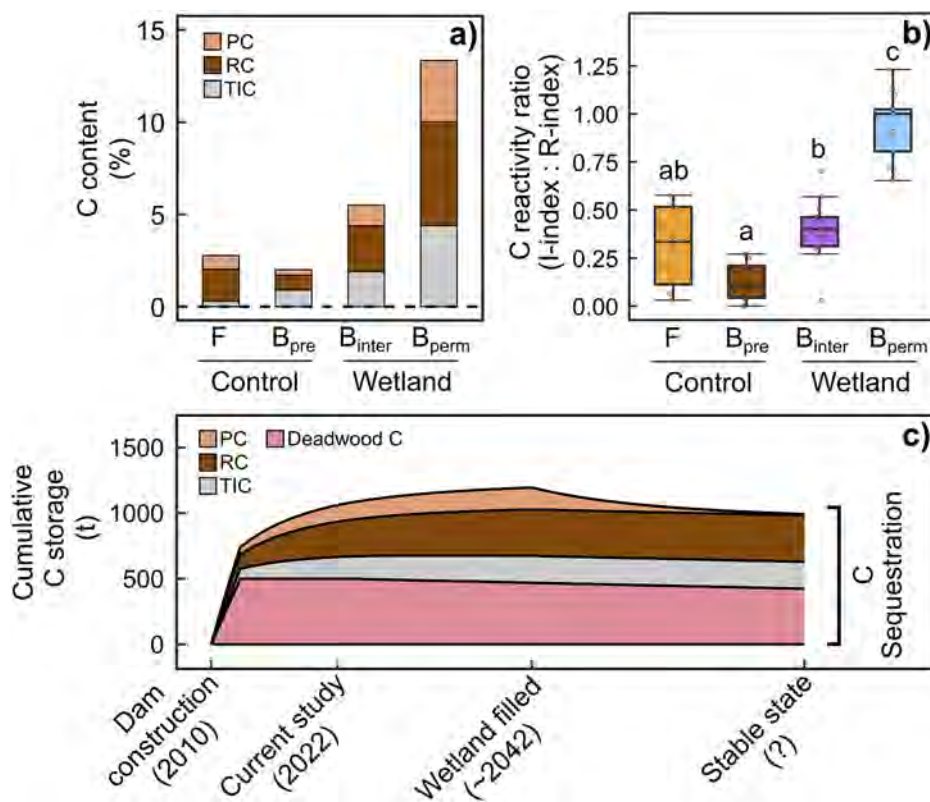 a)
15
10
5
0
C content
(%)
PC
RC
TIC
F
Bpre
Binter
Bperm
Control
Wetland
b)
1.25
1.00
0.75
0.50
0.25
0.00
C reactivity ratio
(I-index : R-index)
ab
a
b
c
F
Bpre
Binter
Bperm
Control
Wetland
c)
1500
1000
500
0
Cumulative
C storage
(t)
PC
Deadwood C
RC
TIC
C
Sequestration
Dam
construction
(2010)
Current study
(2022)
Wetland filled
(~2042)
Stable state
(?)